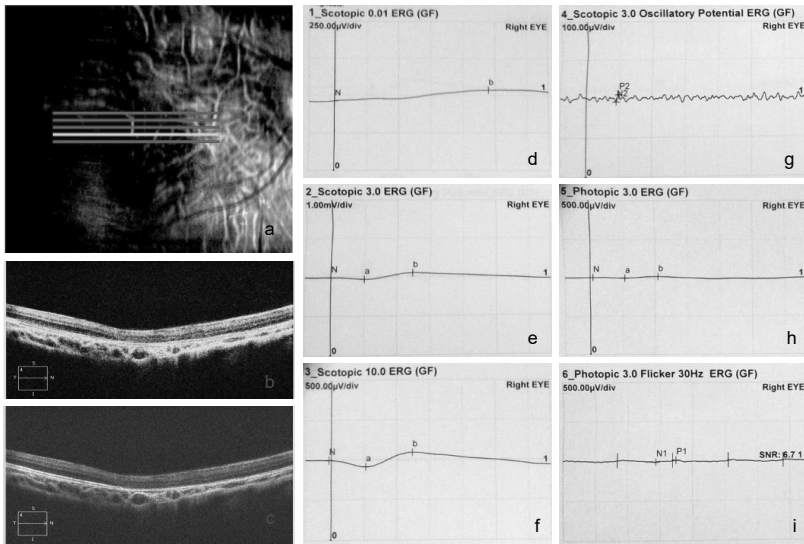 a
S
4
T
N
I
b
S
4
T
N
I
c
1_Scotopic 0.01 ERG (GF)
250.00µV/div
Right EYE
N
b
1
0
d
2_Scotopic 3.0 ERG (GF)
1.00mV/div
Right EYE
N
a
b
1
0
e
3_Scotopic 10.0 ERG (GF)
500.00µV/div
Right EYE
N
a
b
1
0
f
4_Scotopic 3.0 Oscillatory Potential ERG (GF)
100.00µV/div
Right EYE
P2
N2
1
0
g
5_Photopic 3.0 ERG (GF)
500.00µV/div
Right EYE
N
a
b
1
0
h
6_Photopic 3.0 Flicker 30Hz ERG (GF)
500.00µV/div
Right EYE
N1
P1
SNR: 6.7 1
0
i